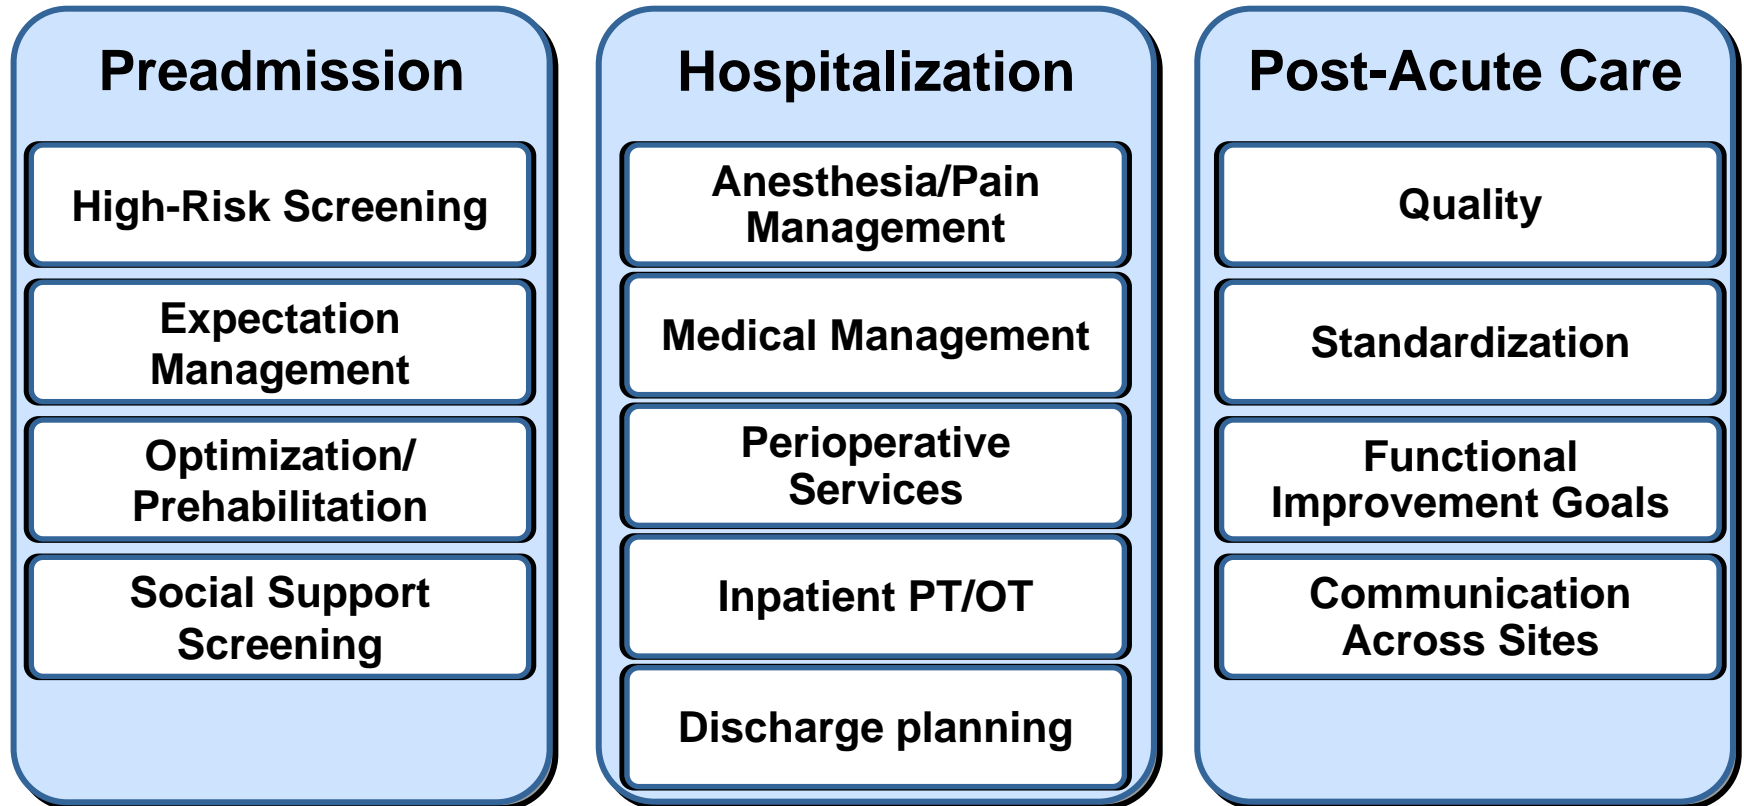 Preadmission
High-Risk Screening
Expectation
Management
Optimization/
Prehabilitation
Social Support
Screening
Hospitalization
Anesthesia/Pain
Management
Medical Management
Perioperative
Services
Inpatient PT/OT
Discharge planning
Post-Acute Care
Quality
Standardization
Functional
Improvement Goals
Communication
Across Sites